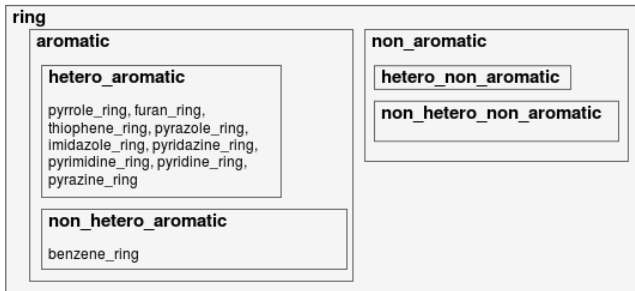 ring
aromatic
hetero_aromatic
pyrrole_ring, furan_ring,
thiophene_ring, pyrazole_ring,
imidazole_ring, pyridazine_ring,
pyrimidine_ring, pyridine_ring,
pyrazine_ring
non_hetero_aromatic
benzene_ring
non_aromatic
hetero_non_aromatic
non_hetero_non_aromatic